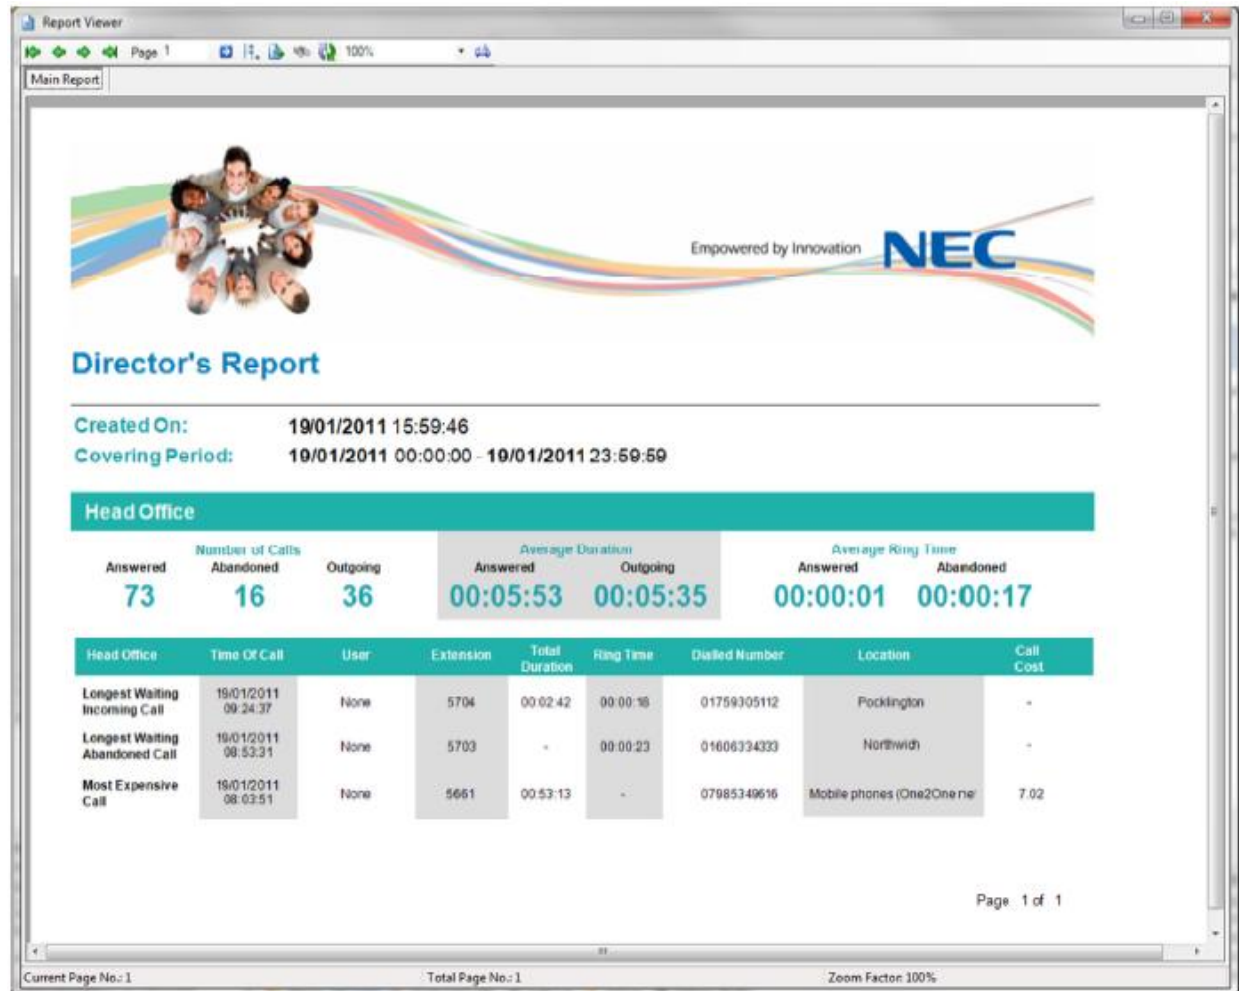 Report Viewer
Page 1 100%
Main Report
Empowered by Innovation NEC
Director's Report
Created On: 19/01/2011 15:59:46
Covering Period: 19/01/2011 00:00:00 - 19/01/2011 23:59:59
Head Office
Number of Calls Average Duration Average Ring Time
Answered Abandoned Outgoing Answered Outgoing Answered Abandoned
73 16 36 00:05:53 00:05:35 00:00:01 00:00:17
Head Office Time Of Call User Extension Total Duration Ring Time Dialled Number Location Call Cost
Longest Waiting Incoming Call 19/01/2011 09:24:37 None 5704 00:02:42 00:00:18 01759305112 Pocklington -
Longest Waiting Abandoned Call 19/01/2011 08:53:31 None 5703 - 00:00:23 01606334333 Northwich -
Most Expensive Call 19/01/2011 08:03:51 None 5661 00:53:13 - 07985349616 Mobile phones (One2One ne 7.02
Page 1 of 1
Current Page No.: 1 Total Page No.: 1 Zoom Factor: 100%